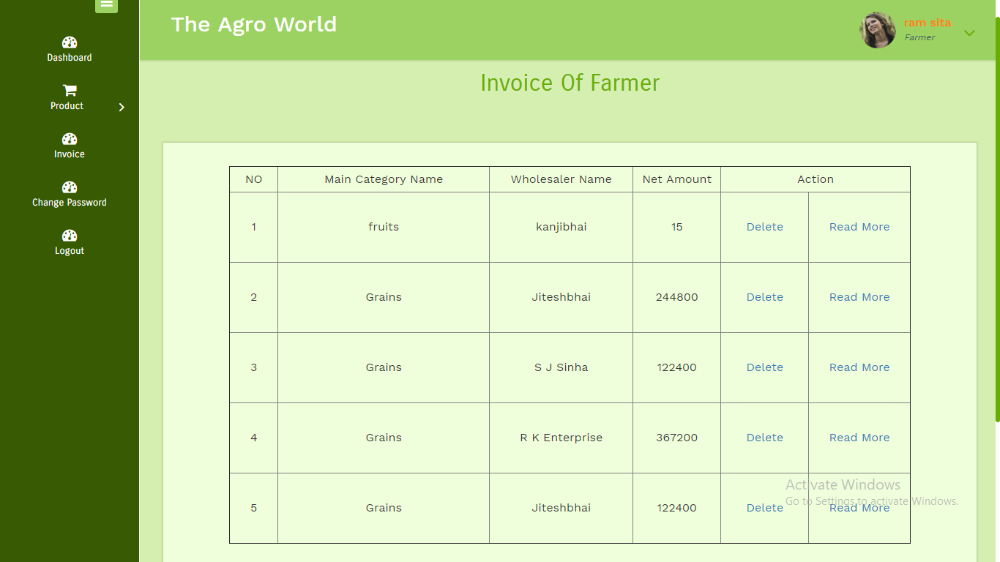 The Agro World
ram sita
Farmer
Dashboard
Product
Invoice
Change Password
Logout
Invoice Of Farmer
NO Main Category Name Wholesaler Name Net Amount Action
1 fruits kanjibhai 15 Delete Read More
2 Grains Jiteshbhai 244800 Delete Read More
3 Grains S J Sinha 122400 Delete Read More
4 Grains R K Enterprise 367200 Delete Read More
5 Grains Jiteshbhai 122400 Delete Read More
Activate Windows
Go to Settings to activate Windows.